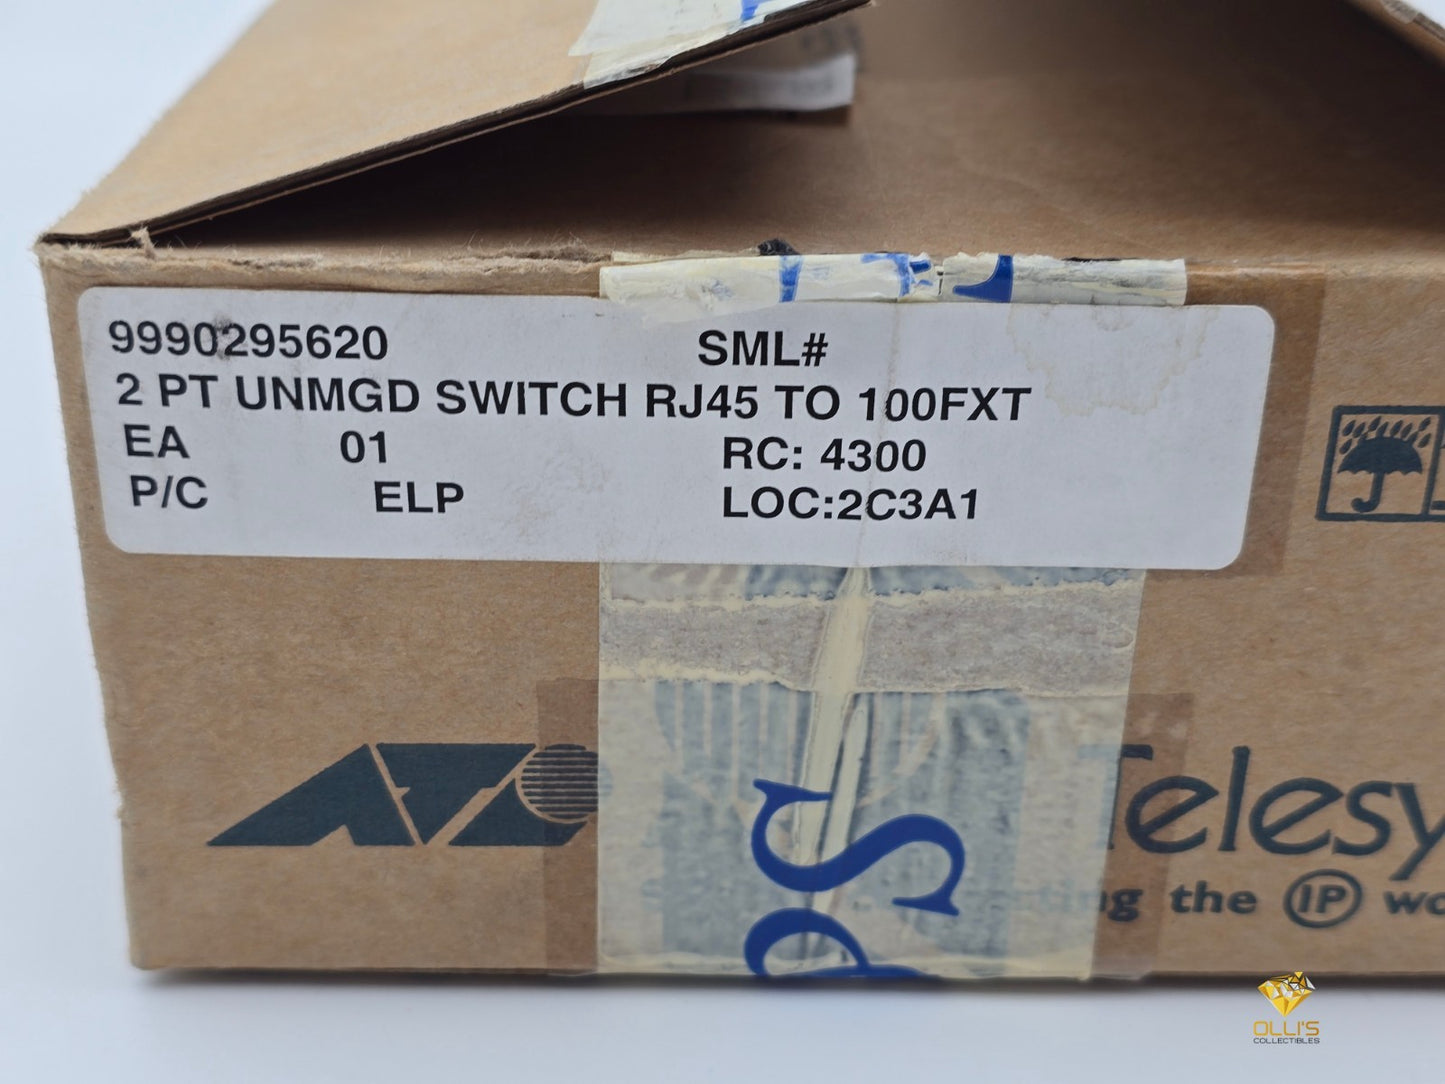 9990295620 SML#
2 PT UNMGD SWITCH RJ45 TO 100FXT
EA 01 RC: 4300
P/C ELP LOC:2C3A1
Telesy
the IP
OLLI'S
COLLECTIBLES